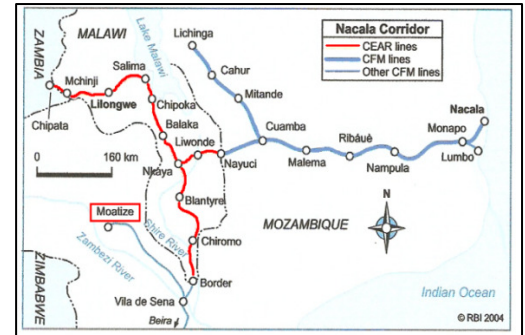 Nacala Corridor
CEAR lines
CFM lines
Other CFM lines
ZAMBIA
MALAWI
Lake Malawi
Lichinga
Salima
Cahur
Mchinji
Mitande
Lilongwe
Chipoka
Nacala
Chipata
Balaka
Cuamba
Ribáuè
Monapo
Liwonde
0 160 km
Nkaya
Nayuci
Malema
Nampula
Lumbo
Blantyre
N
Moatize
Shire River
MOZAMBIQUE
Chiromo
Zambezi River
ZIMBABWE
Border
Vila de Sena
Indian Ocean
Beira
© RBI 2004